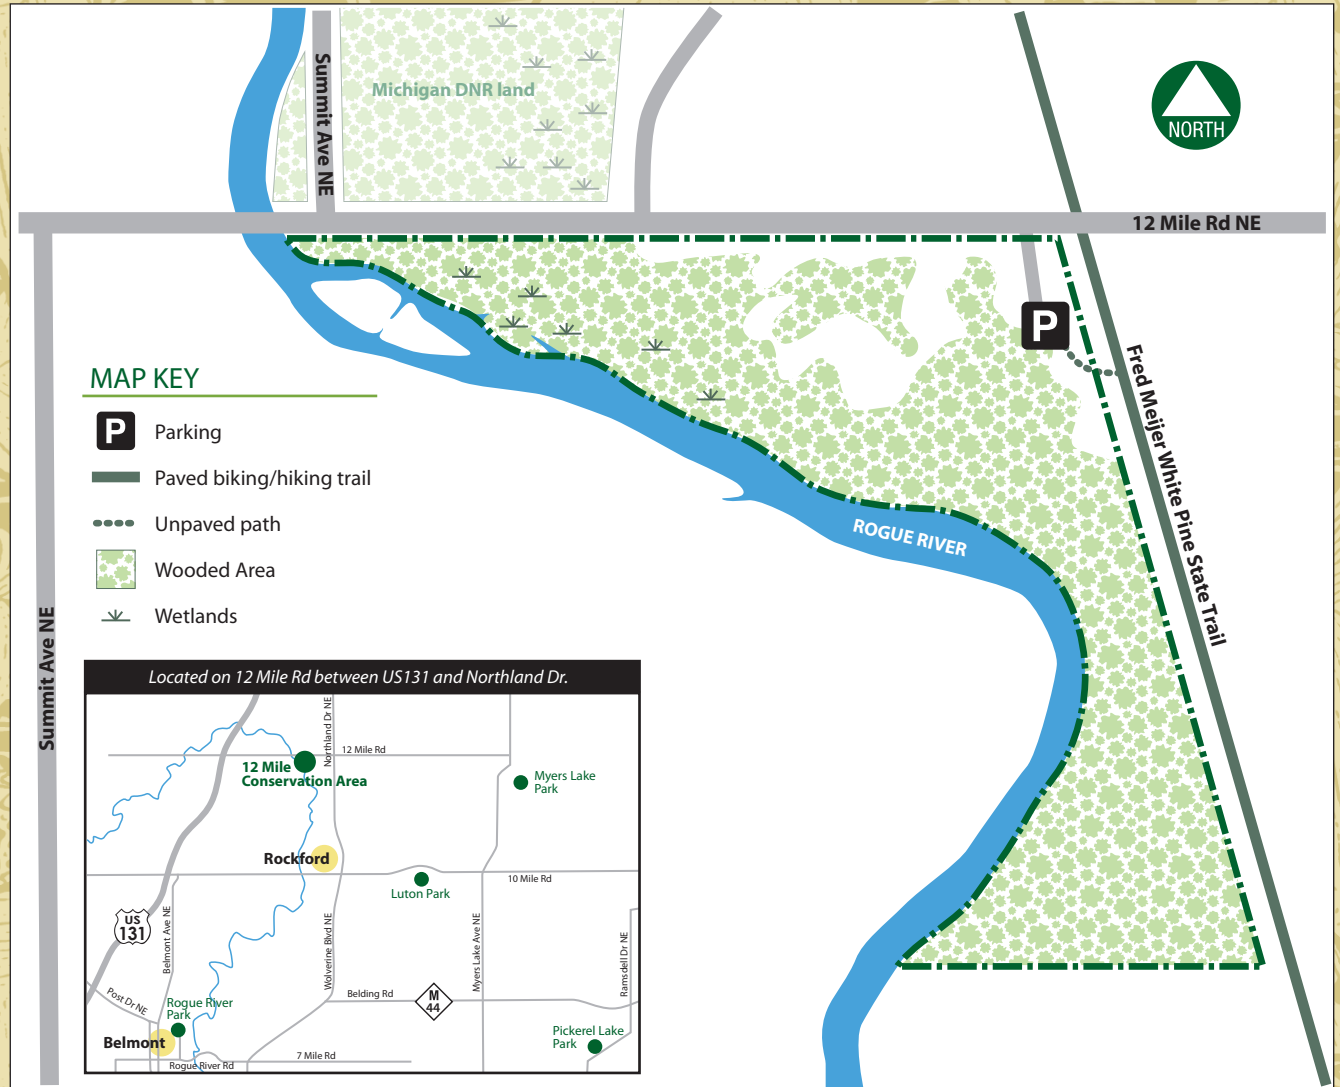 Summit Ave NE
Michigan DNR land
NORTH
12 Mile Rd NE
P
Fred Meijer White Pine State Trail
ROGUE RIVER
Summit Ave NE
MAP KEY
P
Parking
Paved biking/hiking trail
Unpaved path
Wooded Area
Wetlands
Located on 12 Mile Rd between US131 and Northland Dr.
Northland Dr NE
12 Mile Rd
12 Mile
Conservation Area
Myers Lake
Park
Rockford
10 Mile Rd
Luton Park
US
131
Belmont Ave NE
Wolverine Blvd NE
Myers Lake Ave NE
Ramsdell Dr NE
Post Dr NE
Belding Rd
M
44
Rogue River
Park
Belmont
Pickerel Lake
Park
7 Mile Rd
Rogue River Rd